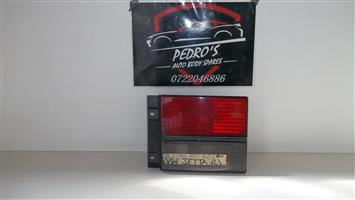 PEDRO'S
AUTO BODY SPARES
0722046886
VW JETTA